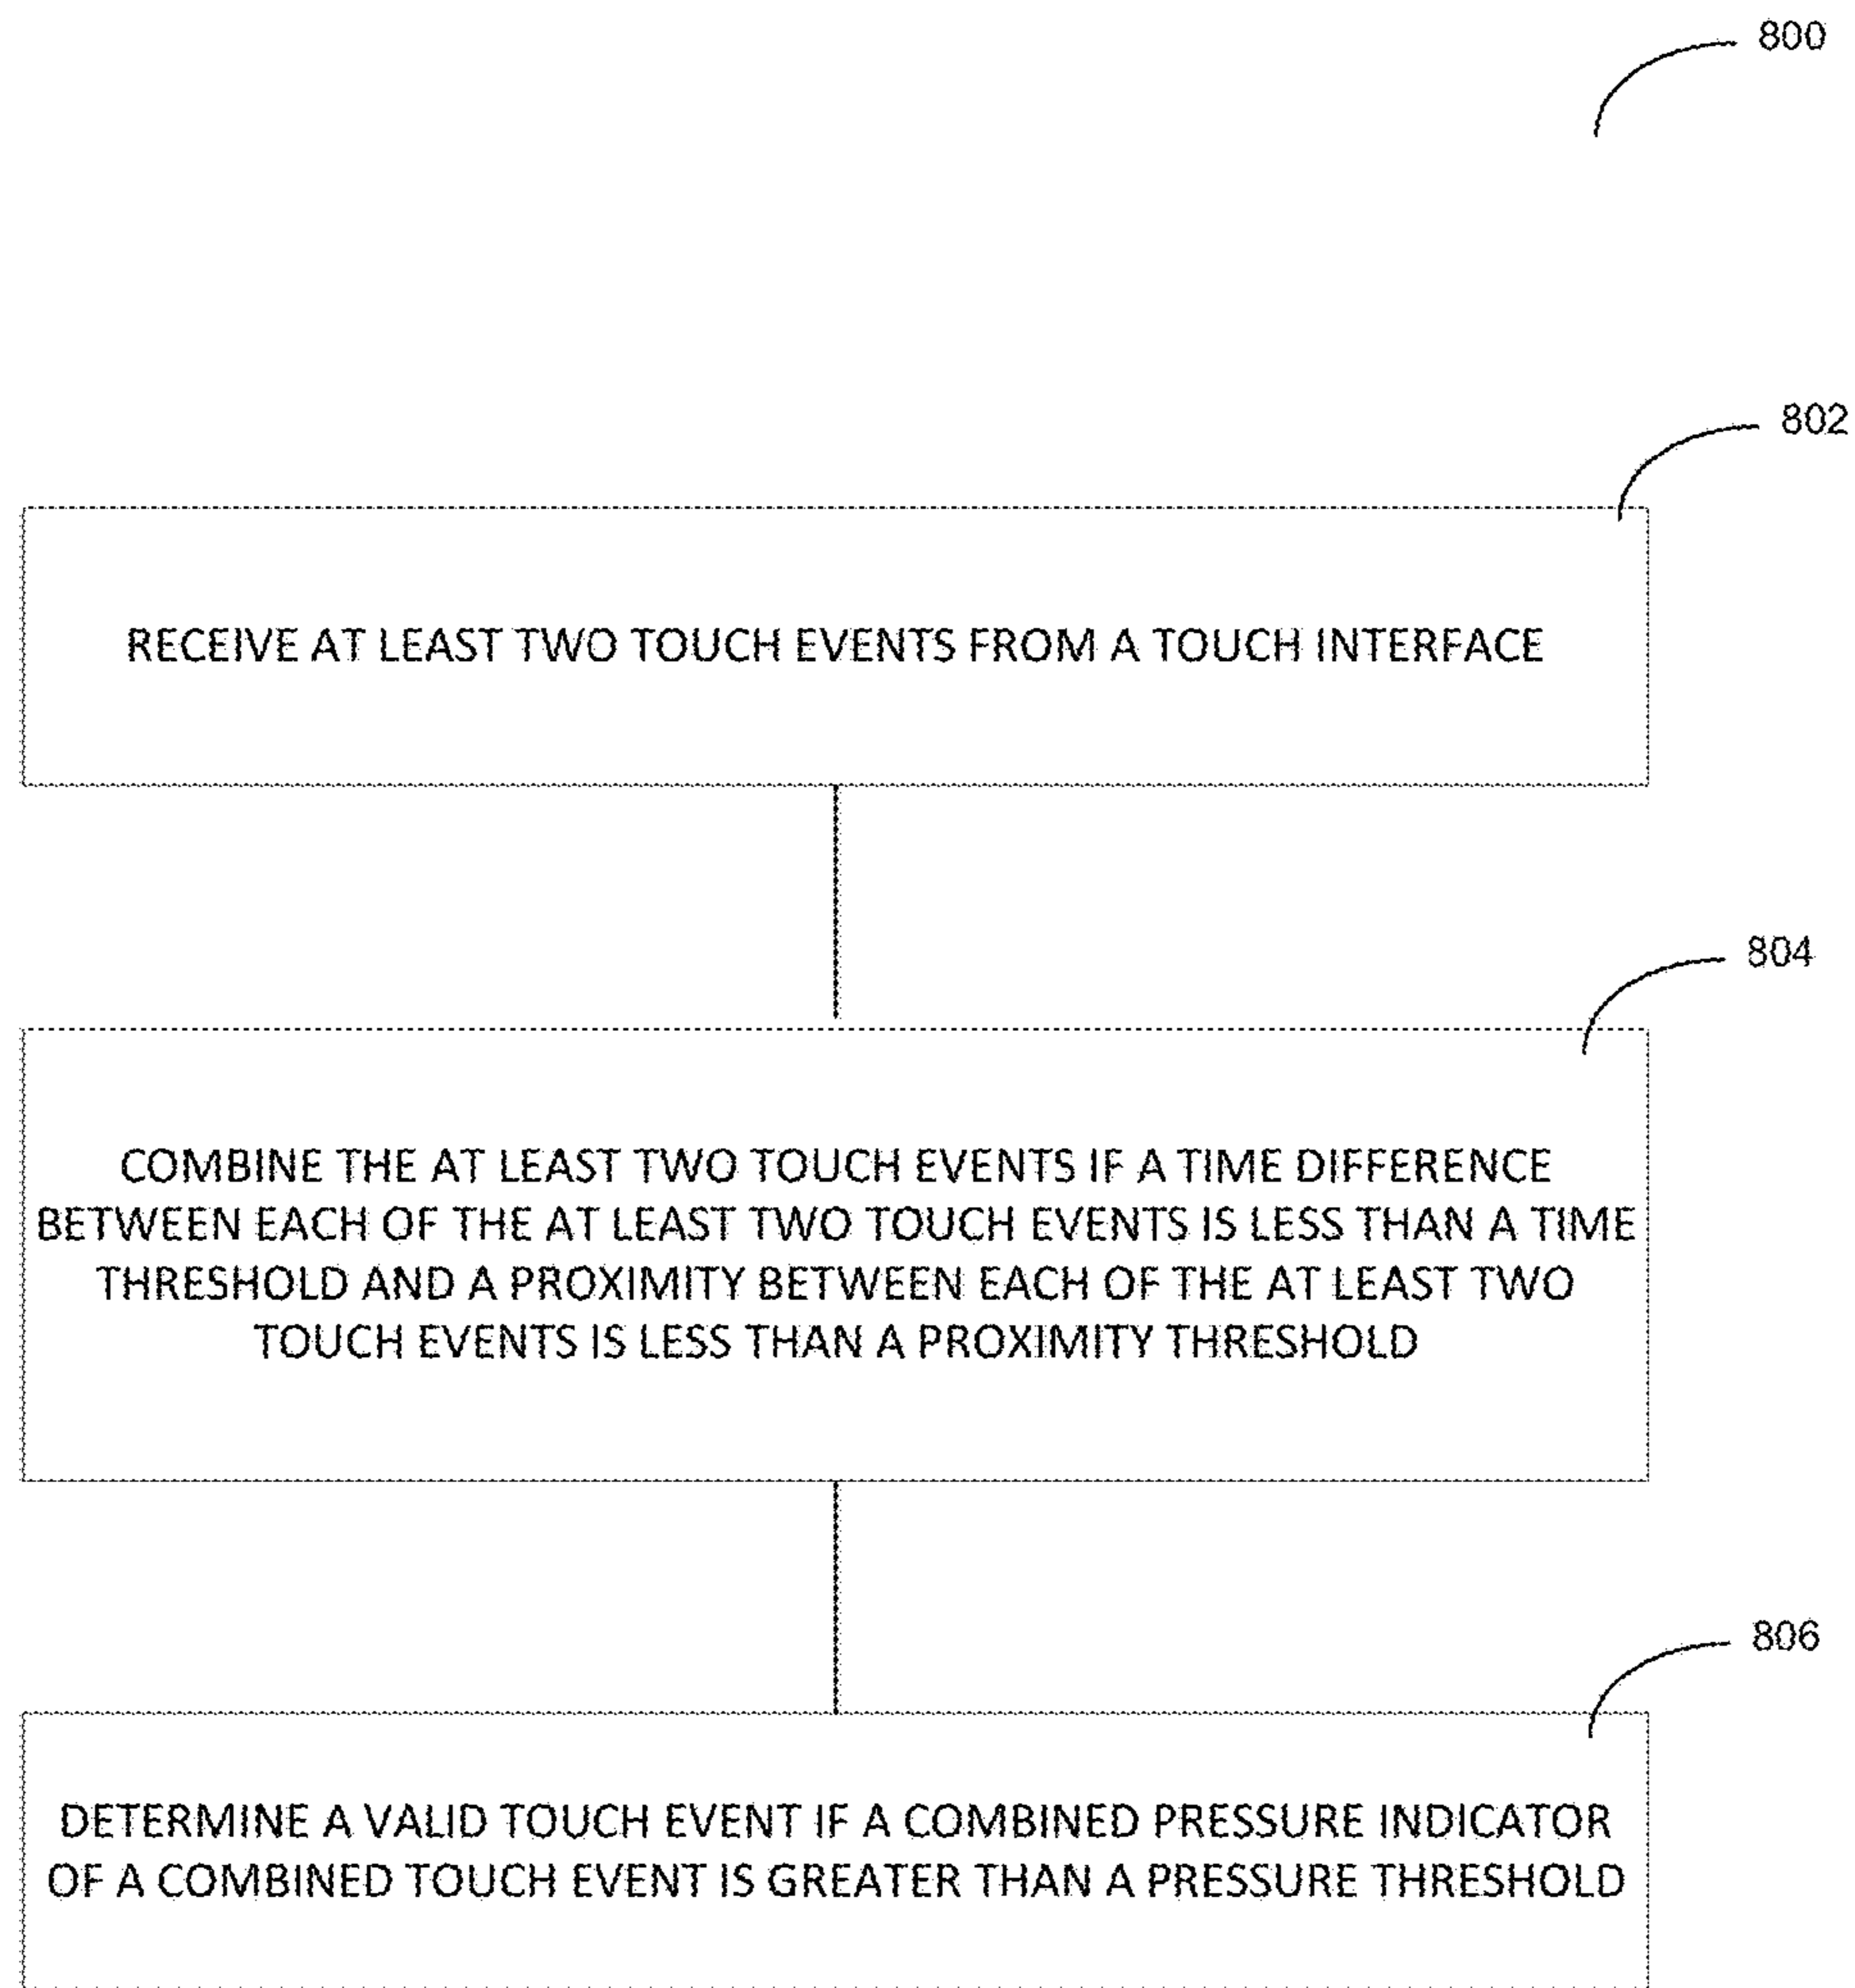 800
802
RECEIVE AT LEAST TWO TOUCH EVENTS FROM A TOUCH INTERFACE
804
COMBINE THE AT LEAST TWO TOUCH EVENTS IF A TIME DIFFERENCE
BETWEEN EACH OF THE AT LEAST TWO TOUCH EVENTS IS LESS THAN A TIME
THRESHOLD AND A PROXIMITY BETWEEN EACH OF THE AT LEAST TWO
TOUCH EVENTS IS LESS THAN A PROXIMITY THRESHOLD
806
DETERMINE A VALID TOUCH EVENT IF A COMBINED PRESSURE INDICATOR
OF A COMBINED TOUCH EVENT IS GREATER THAN A PRESSURE THRESHOLD